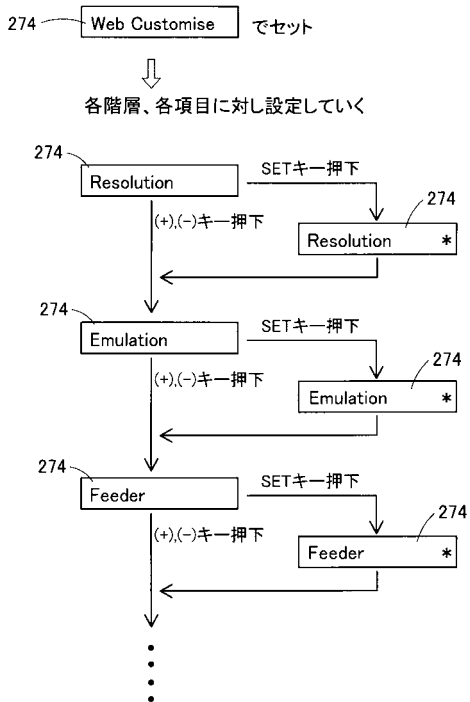 274 Web Customise でセット
各階層、各項目に対し設定していく
274
Resolution
SETキー押下
(+),(-)キー押下
274
Resolution *
274
Emulation
SETキー押下
(+),(-)キー押下
274
Emulation *
274
Feeder
SETキー押下
(+),(-)キー押下
274
Feeder *